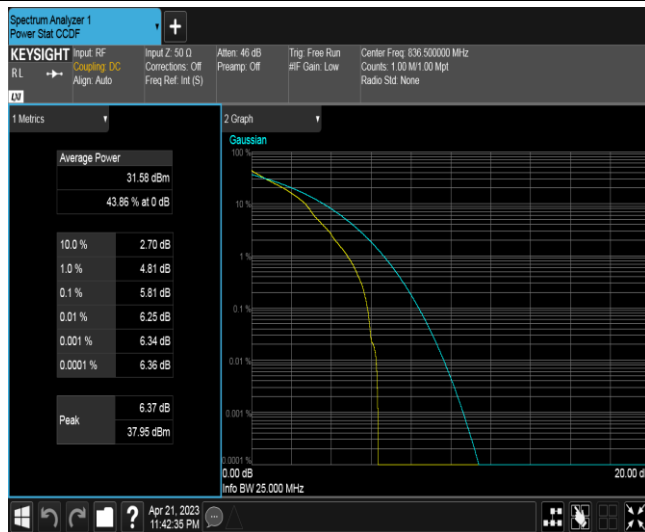 Spectrum Analyzer 1
Power Stat CCDF
+
KEYSIGHT
RL
LXI
Input: RF
Coupling: DC
Align: Auto
Input Z: 50 Ω
Corrections: Off
Freq Ref: Int (S)
Atten: 46 dB
Preamp: Off
Trig: Free Run
#IF Gain: Low
Center Freq: 836.500000 MHz
Counts: 1.00 M/1.00 Mpt
Radio Std: None
1 Metrics
Average Power
31.58 dBm
43.86 % at 0 dB
10.0 % 2.70 dB
1.0 % 4.81 dB
0.1 % 5.81 dB
0.01 % 6.25 dB
0.001 % 6.34 dB
0.0001 % 6.36 dB
Peak
6.37 dB
37.95 dBm
2 Graph
Gaussian
100 %
10 %
1 %
0.1 %
0.01 %
0.001 %
0.0001 %
0.00 dB
20.00 d
Info BW 25.000 MHz
?
Apr 21, 2023
11:42:35 PM